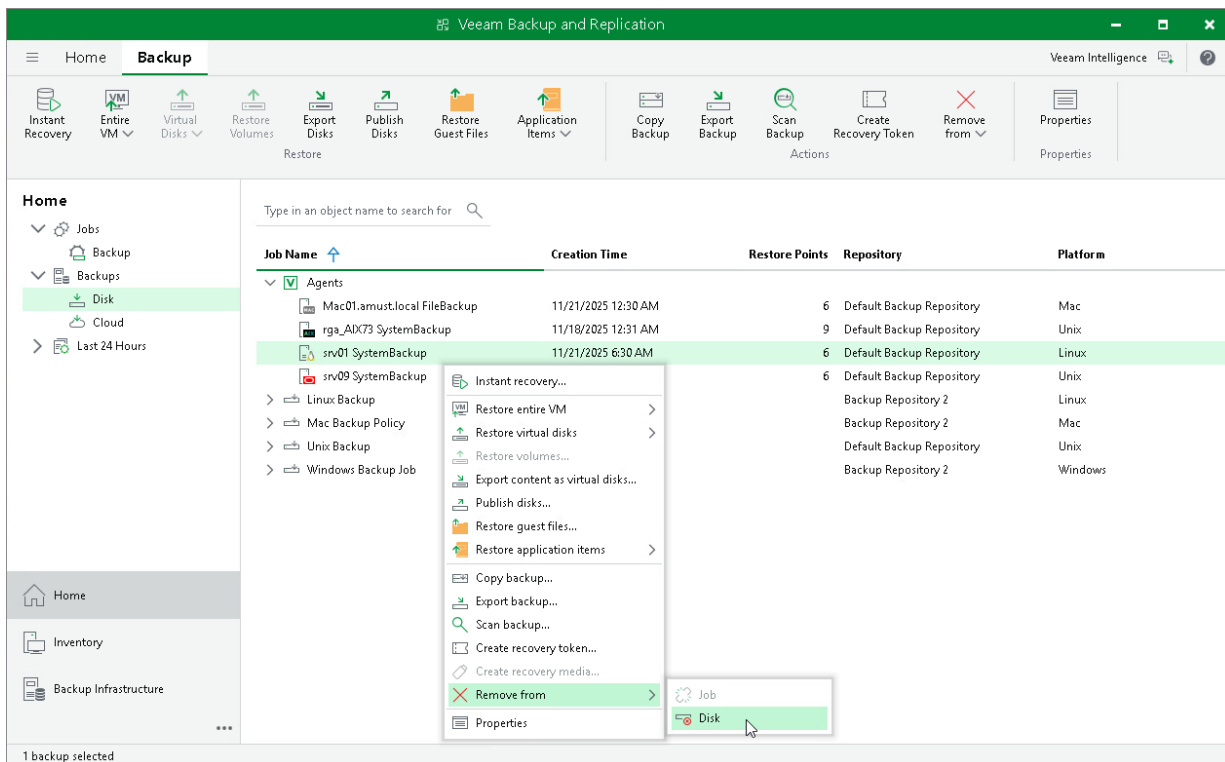 Veeam Backup and Replication
Home
Backup
Veeam Intelligence
Instant Recovery
Entire VM
Virtual Disks
Restore Volumes
Export Disks
Publish Disks
Restore Guest Files
Application Items
Copy Backup
Export Backup
Scan Backup
Create Recovery Token
Remove from
Properties
Restore
Actions
Properties
Home
Jobs
Backup
Backups
Disk
Cloud
Last 24 Hours
Home
Inventory
Backup Infrastructure
Type in an object name to search for
Job Name Creation Time Restore Points Repository Platform
Agents
Mac01.amust.local FileBackup 11/21/2025 12:30 AM 6 Default Backup Repository Mac
rga_AIX73 SystemBackup 11/18/2025 12:31 AM 9 Default Backup Repository Unix
srv01 SystemBackup 11/21/2025 6:30 AM 6 Default Backup Repository Linux
srv09 SystemBackup 6 Default Backup Repository Unix
Linux Backup Backup Repository 2 Linux
Mac Backup Policy Backup Repository 2 Mac
Unix Backup Default Backup Repository Unix
Windows Backup Job Backup Repository 2 Windows
Instant recovery...
Restore entire VM
Restore virtual disks
Restore volumes...
Export content as virtual disks...
Publish disks...
Restore guest files...
Restore application items
Copy backup...
Export backup...
Scan backup...
Create recovery token...
Create recovery media...
Remove from
Properties
Job
Disk
1 backup selected